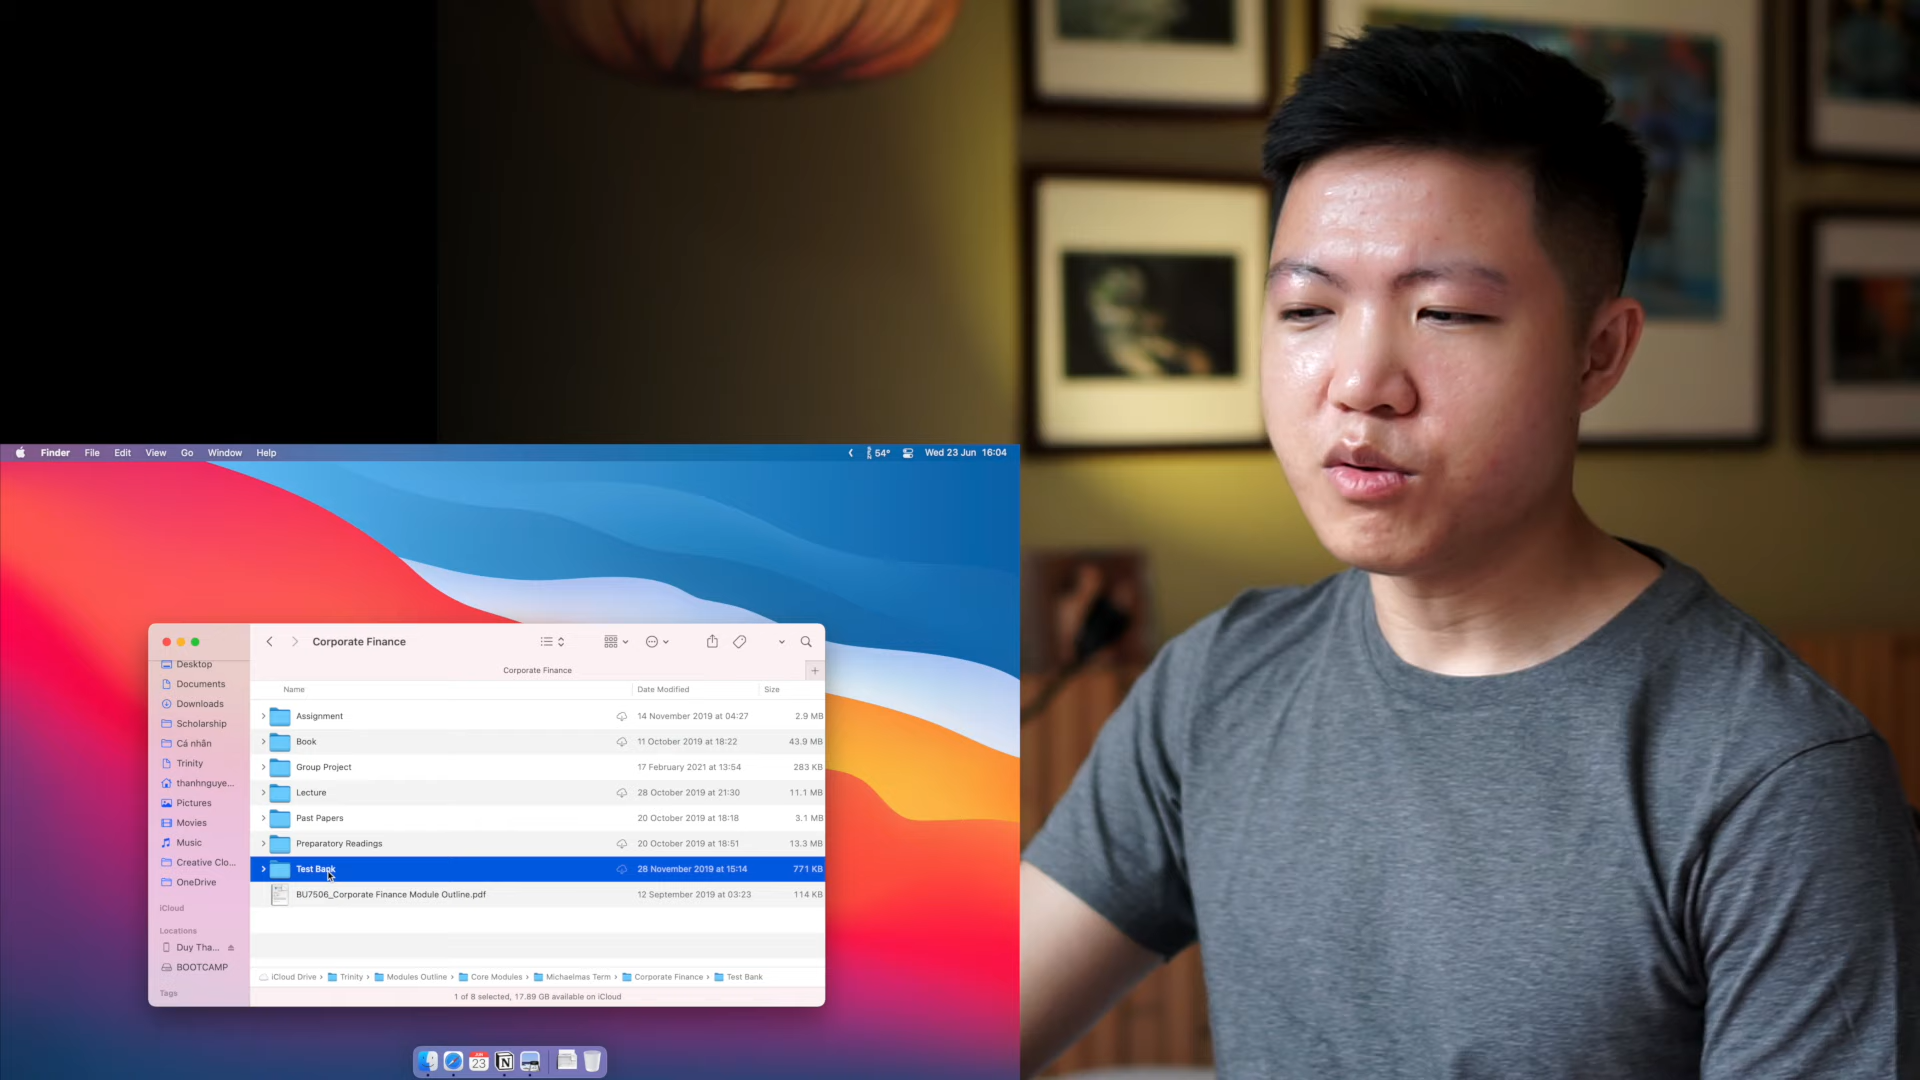 Finder File Edit View Go Window Help 54° Wed 23 Jun 16:04
Corporate Finance
Corporate Finance
Name Date Modified Size
Desktop
Documents
Downloads
Scholarship
Cá nhân
Trinity
thanhnguye...
Pictures
Movies
Music
Creative Clo...
OneDrive
iCloud
Locations
Duy Tha...
BOOTCAMP
Tags
Assignment 14 November 2019 at 04:27 2.9 MB
Book 11 October 2019 at 18:22 43.9 MB
Group Project 17 February 2021 at 13:54 283 KB
Lecture 28 October 2019 at 21:30 11.1 MB
Past Papers 20 October 2019 at 18:18 3.1 MB
Preparatory Readings 20 October 2019 at 18:51 13.3 MB
Test Bank 28 November 2019 at 15:14 771 KB
BU7506_Corporate Finance Module Outline.pdf 12 September 2019 at 03:23 114 KB
iCloud Drive › Trinity › Modules Outline › Core Modules › Michaelmas Term › Corporate Finance › Test Bank
1 of 8 selected, 17.89 GB available on iCloud
JUN
23